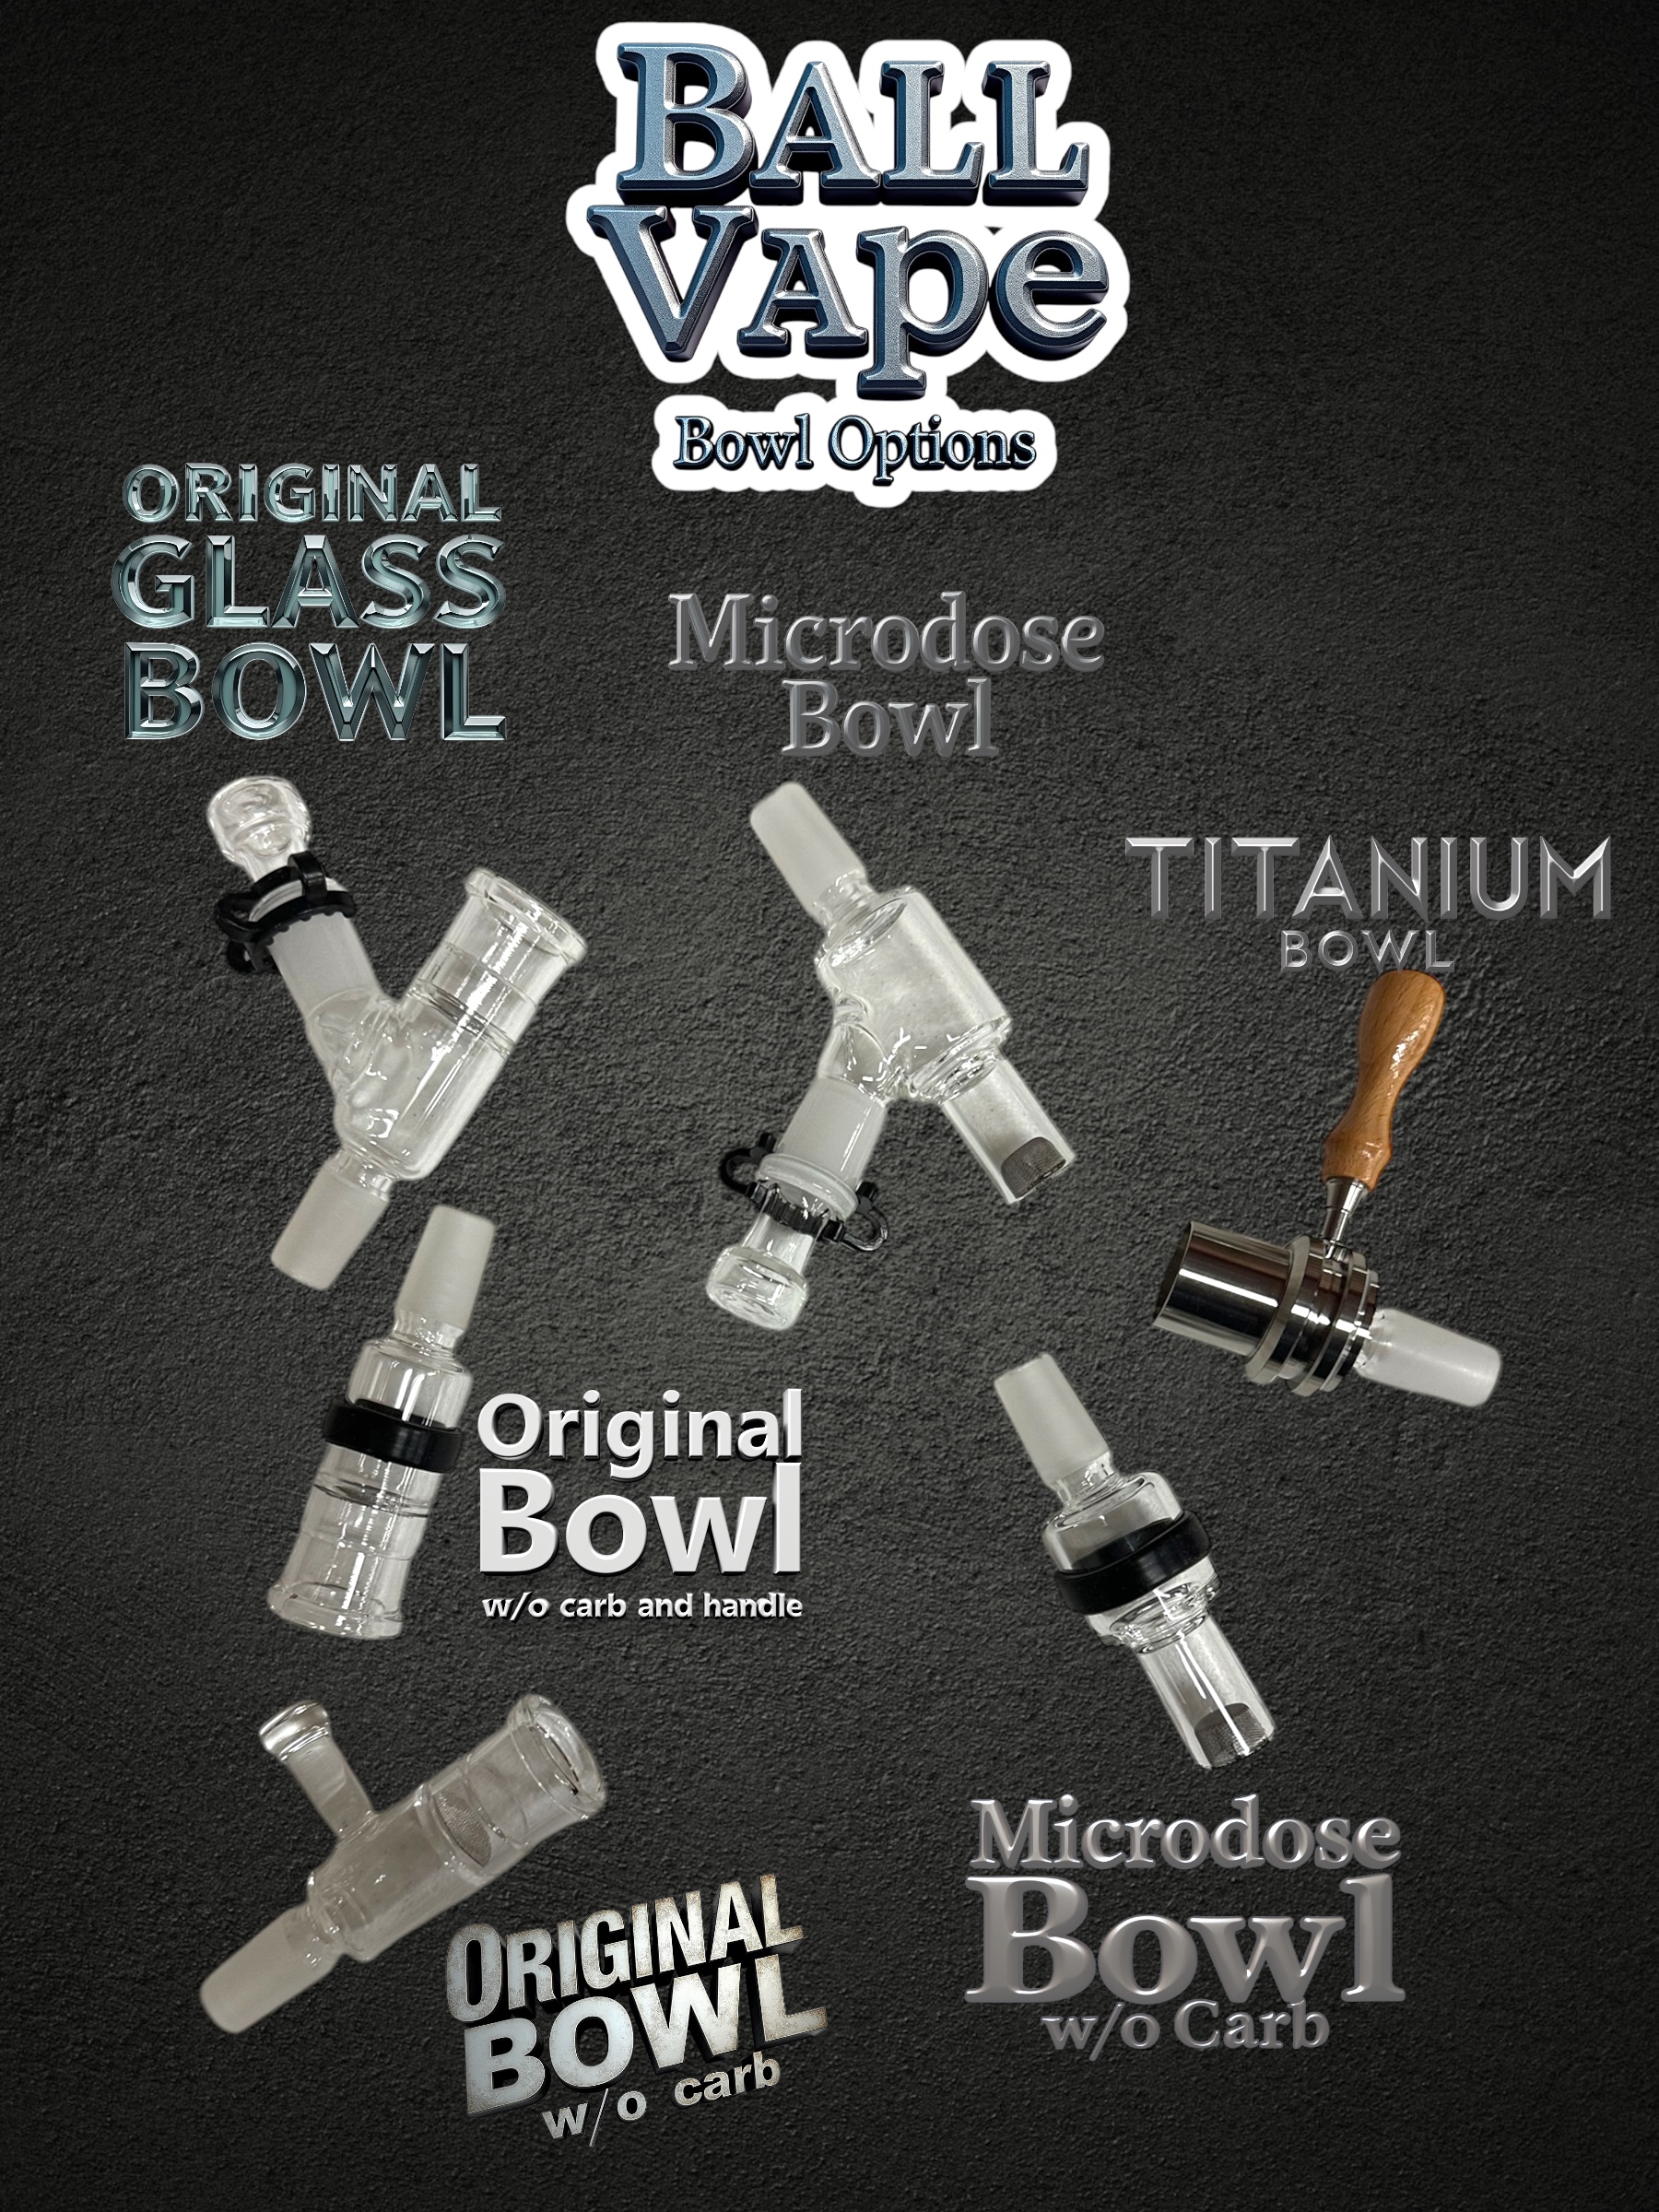 BALL
Vape
Bowl Options
ORIGINAL
GLASS
BOWL
Microdose
Bowl
TITANIUM
BOWL
Original
Bowl
w/o carb and handle
ORIGINAL
BOWL
w/o carb
Microdose
Bowl
w/o Carb